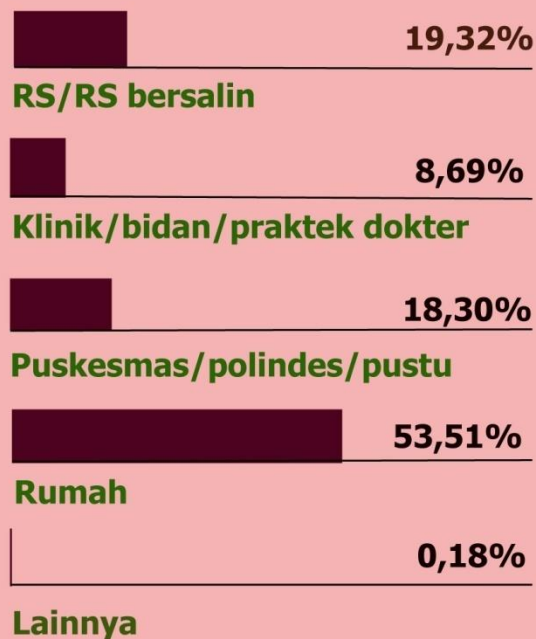 19,32%
RS/RS bersalin
8,69%
Klinik/bidan/praktek dokter
18,30%
Puskesmas/polindes/pustu
53,51%
Rumah
0,18%
Lainnya